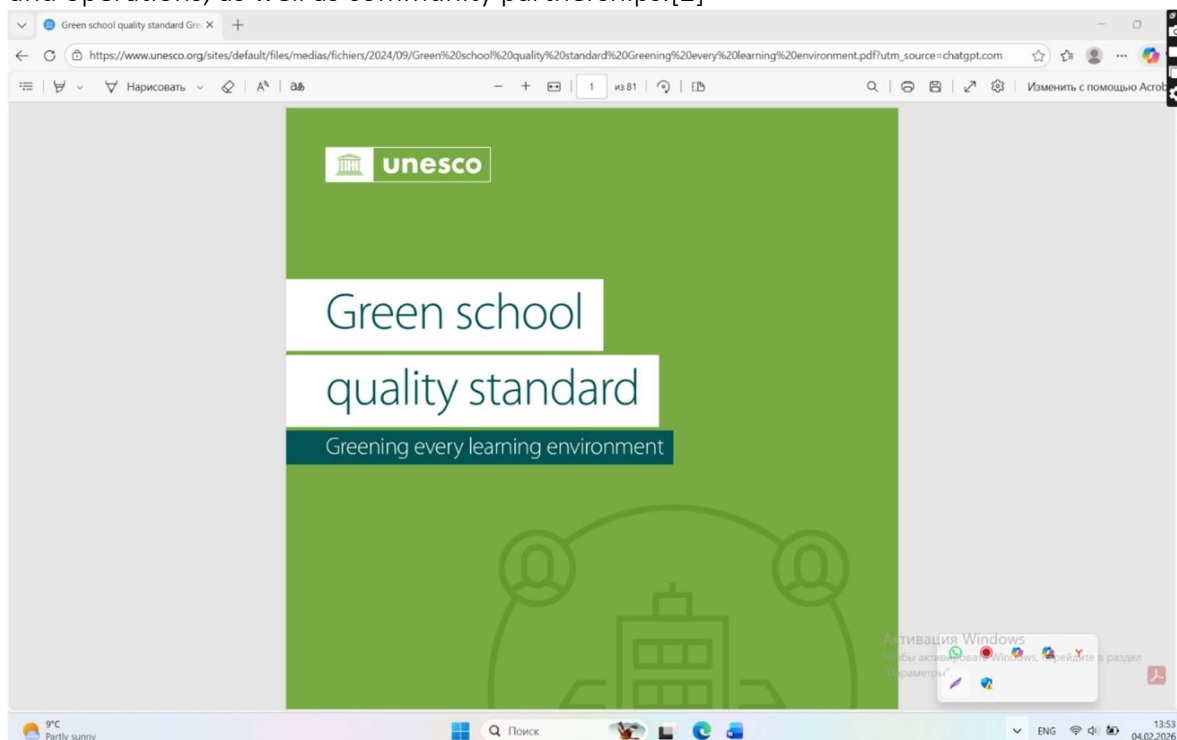 and operations, as well as community partnerships.[2]
Green school quality standard Gre
https://www.unesco.org/sites/default/files/medias/fichiers/2024/09/Green%20school%20quality%20standard%20Greening%20every%20learning%20environment.pdf?utm_source=chatgpt.com
Нарисовать
1 из 81
Изменить с помощью Acrob
unesco
Green school
quality standard
Greening every learning environment
Активация Windows
Чтобы активировать Windows, перейдите в раздел
"Параметры".
9°C
Partly sunny
Поиск
ENG
13:53
04.02.2026